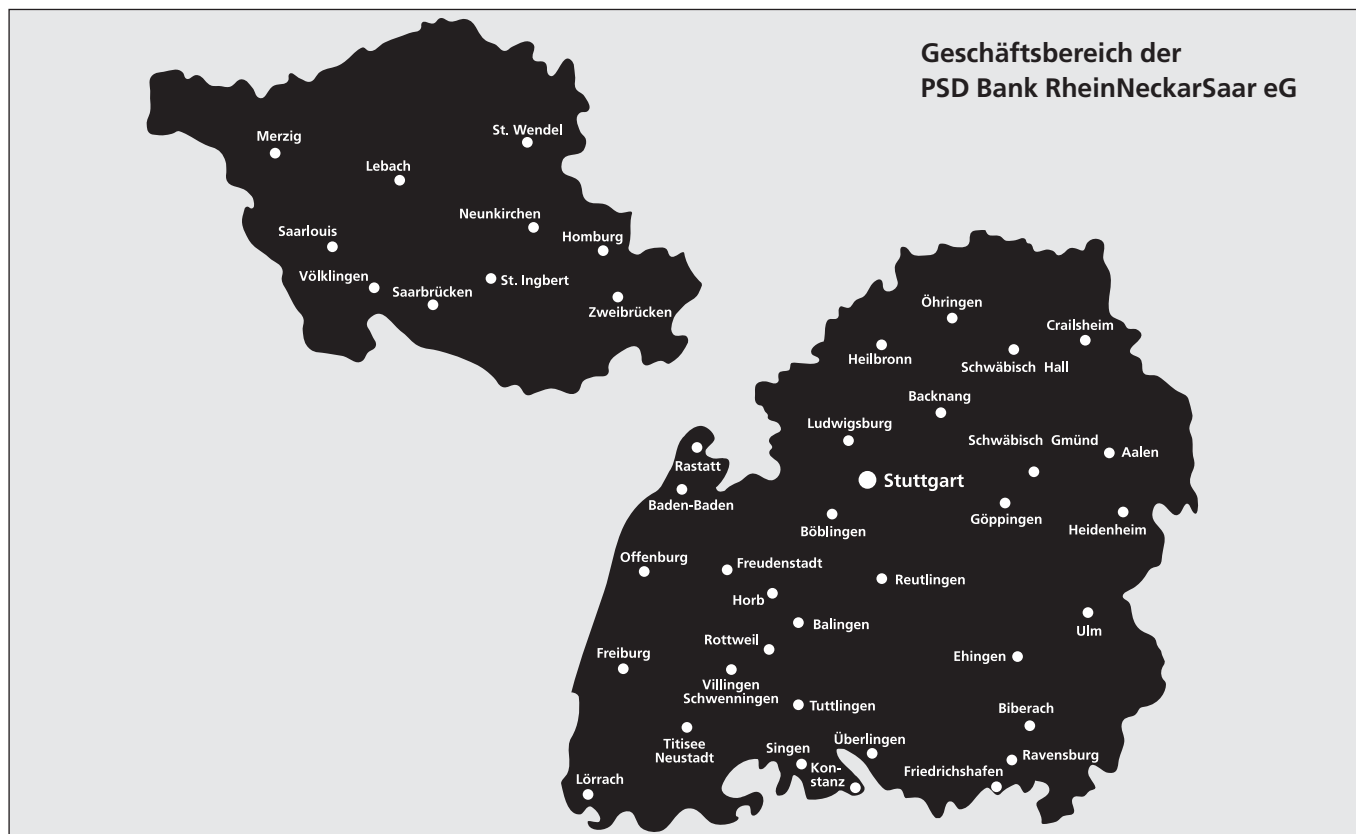 Geschäftsbereich der
PSD Bank RheinNeckarSaar eG
Merzig
St. Wendel
Lebach
Neunkirchen
Saarlouis
Homburg
Völklingen
St. Ingbert
Saarbrücken
Zweibrücken
Öhringen
Crailsheim
Heilbronn
Schwäbisch Hall
Backnang
Ludwigsburg
Schwäbisch Gmünd
Aalen
Rastatt
Stuttgart
Baden-Baden
Göppingen
Heidenheim
Böblingen
Offenburg
Freudenstadt
Reutlingen
Horb
Balingen
Ulm
Rottweil
Freiburg
Ehingen
Villingen
Schwenningen
Tuttlingen
Biberach
Titisee
Neustadt
Überlingen
Singen
Ravensburg
Kon-
stanz
Friedrichshafen
Lörrach